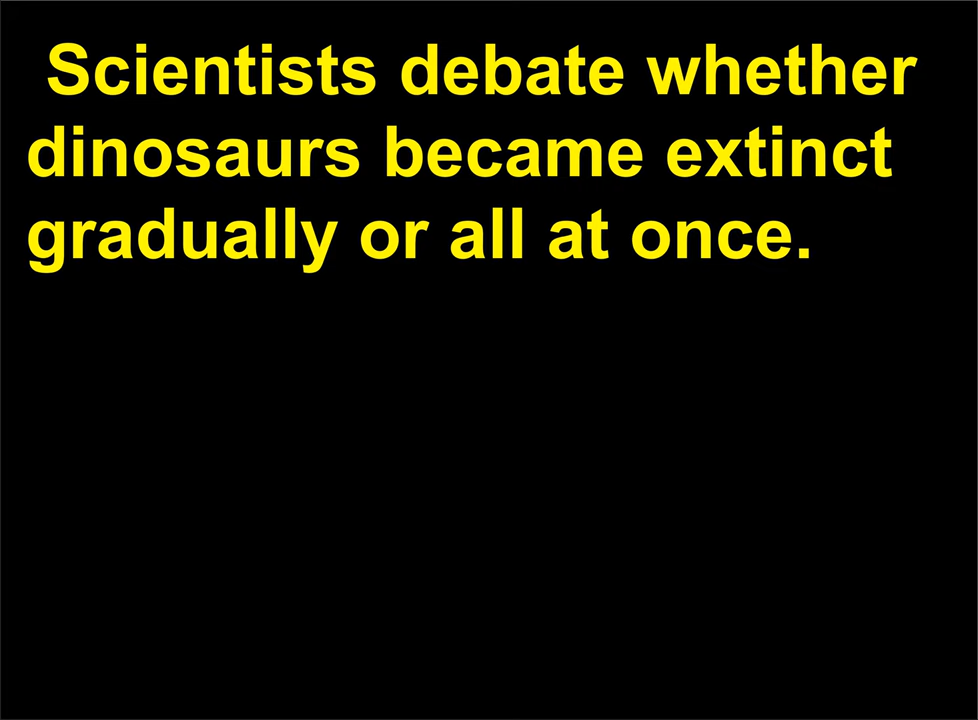 Scientists debate whether
dinosaurs became extinct
gradually or all at once.